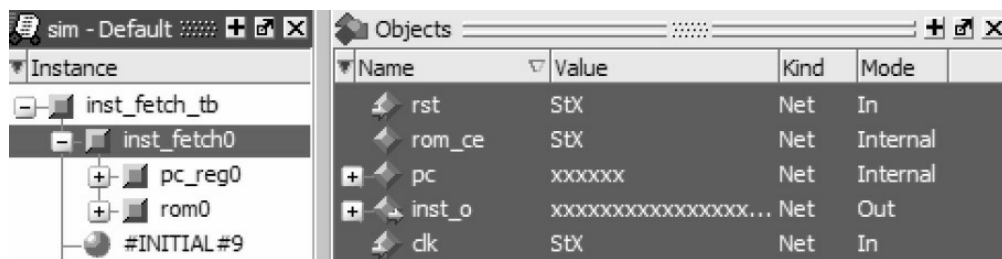 sim - Default
Objects
Instance
Name Value Kind Mode
inst_fetch_tb
rst StX Net In
inst_fetch0
rom_ce StX Net Internal
pc_reg0
pc xxxxxx Net Internal
rom0
inst_o xxxxxxxxxxxxxxxx... Net Out
#INITIAL#9
clk StX Net In